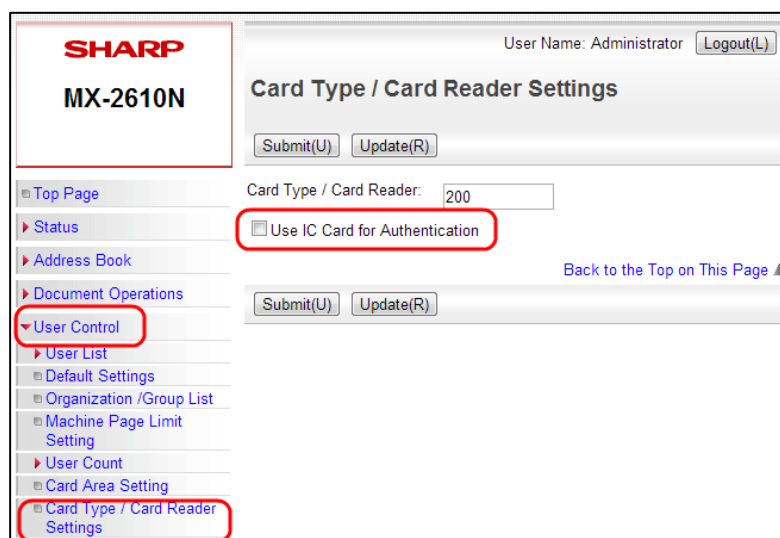 SHARP
MX-2610N
User Name: Administrator Logout(L)
Card Type / Card Reader Settings
Submit(U) Update(R)
Top Page
Status
Address Book
Document Operations
User Control
User List
Default Settings
Organization /Group List
Machine Page Limit
Setting
User Count
Card Area Setting
Card Type / Card Reader
Settings
Card Type / Card Reader: 200
Use IC Card for Authentication
Back to the Top on This Page
Submit(U) Update(R)